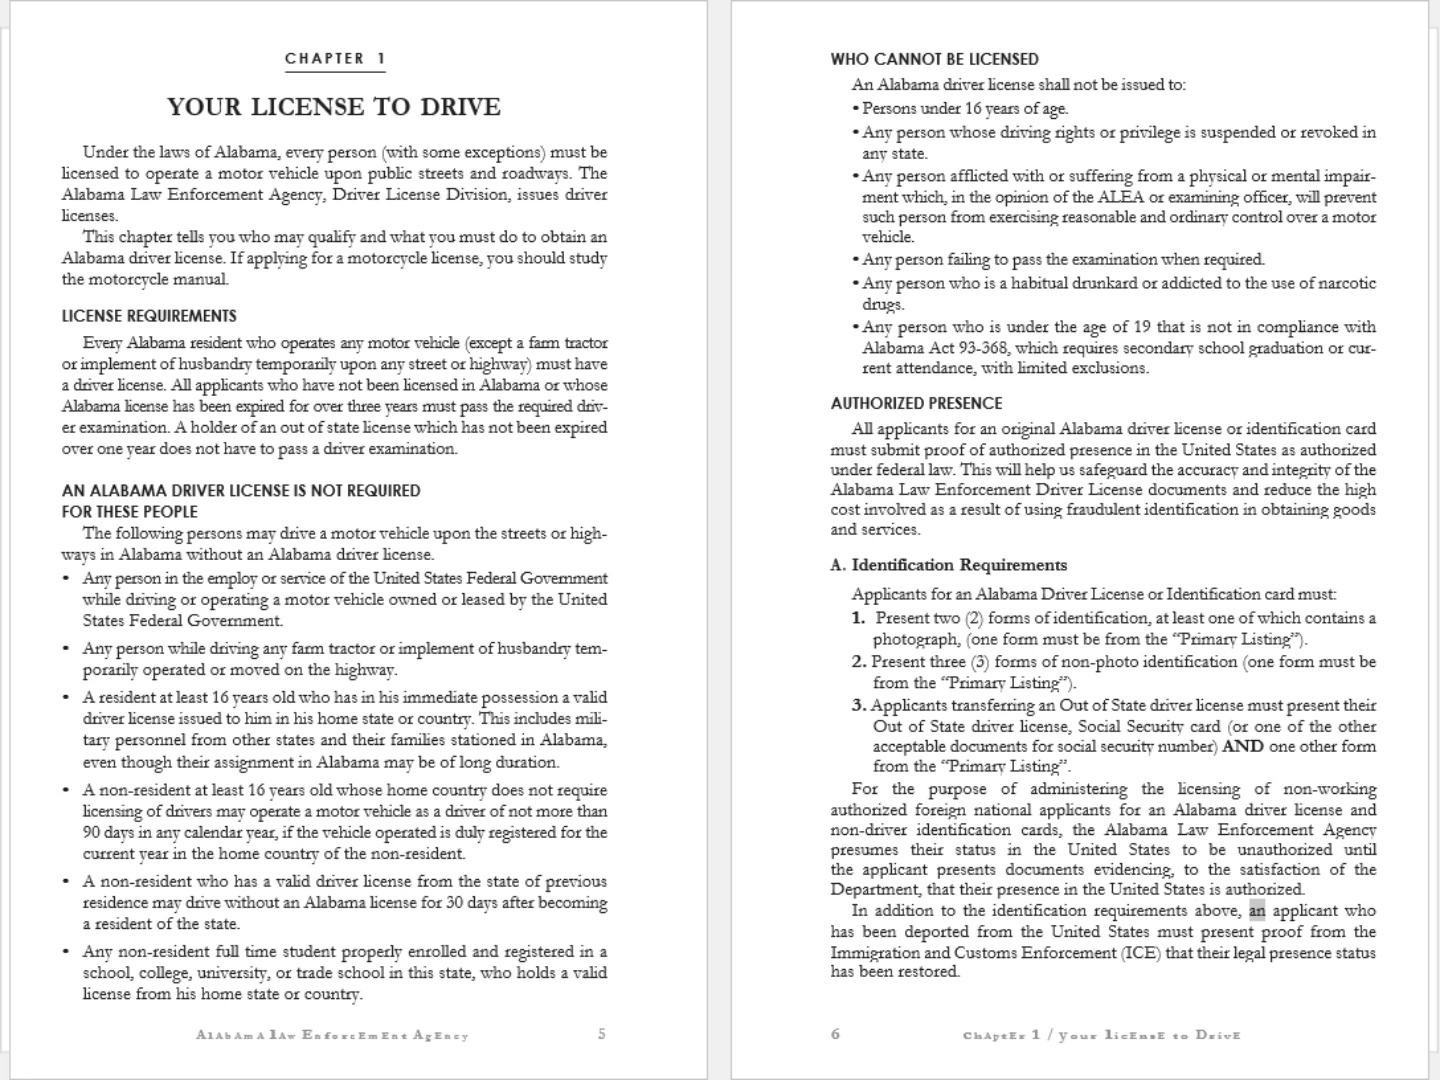 CHAPTER 1
YOUR LICENSE TO DRIVE
Under the laws of Alabama, every person (with some exceptions) must be
licensed to operate a motor vehicle upon public streets and roadways. The
Alabama Law Enforcement Agency, Driver License Division, issues driver
licenses.
This chapter tells you who may qualify and what you must do to obtain an
Alabama driver license. If applying for a motorcycle license, you should study
the motorcycle manual.
LICENSE REQUIREMENTS
Every Alabama resident who operates any motor vehicle (except a farm tractor
or implement of husbandry temporarily upon any street or highway) must have
a driver license. All applicants who have not been licensed in Alabama or whose
Alabama license has been expired for over three years must pass the required driv-
er examination. A holder of an out of state license which has not been expired
over one year does not have to pass a driver examination.
AN ALABAMA DRIVER LICENSE IS NOT REQUIRED
FOR THESE PEOPLE
The following persons may drive a motor vehicle upon the streets or high-
ways in Alabama without an Alabama driver license.
• Any person in the employ or service of the United States Federal Government
while driving or operating a motor vehicle owned or leased by the United
States Federal Government.
• Any person while driving any farm tractor or implement of husbandry tem-
porarily operated or moved on the highway.
• A resident at least 16 years old who has in his immediate possession a valid
driver license issued to him in his home state or country. This includes mili-
tary personnel from other states and their families stationed in Alabama,
even though their assignment in Alabama may be of long duration.
• A non-resident at least 16 years old whose home country does not require
licensing of drivers may operate a motor vehicle as a driver of not more than
90 days in any calendar year, if the vehicle operated is duly registered for the
current year in the home country of the non-resident.
• A non-resident who has a valid driver license from the state of previous
residence may drive without an Alabama license for 30 days after becoming
a resident of the state.
• Any non-resident full time student properly enrolled and registered in a
school, college, university, or trade school in this state, who holds a valid
license from his home state or country.
AlAbAmA lAw EnforcEmEnt AgEncy 5
WHO CANNOT BE LICENSED
An Alabama driver license shall not be issued to:
• Persons under 16 years of age.
• Any person whose driving rights or privilege is suspended or revoked in
any state.
• Any person afflicted with or suffering from a physical or mental impair-
ment which, in the opinion of the ALEA or examining officer, will prevent
such person from exercising reasonable and ordinary control over a motor
vehicle.
• Any person failing to pass the examination when required.
• Any person who is a habitual drunkard or addicted to the use of narcotic
drugs.
• Any person who is under the age of 19 that is not in compliance with
Alabama Act 93-368, which requires secondary school graduation or cur-
rent attendance, with limited exclusions.
AUTHORIZED PRESENCE
All applicants for an original Alabama driver license or identification card
must submit proof of authorized presence in the United States as authorized
under federal law. This will help us safeguard the accuracy and integrity of the
Alabama Law Enforcement Driver License documents and reduce the high
cost involved as a result of using fraudulent identification in obtaining goods
and services.
A. Identification Requirements
Applicants for an Alabama Driver License or Identification card must:
1. Present two (2) forms of identification, at least one of which contains a
photograph, (one form must be from the “Primary Listing”).
2. Present three (3) forms of non-photo identification (one form must be
from the “Primary Listing”).
3. Applicants transferring an Out of State driver license must present their
Out of State driver license, Social Security card (or one of the other
acceptable documents for social security number) AND one other form
from the “Primary Listing”.
For the purpose of administering the licensing of non-working
authorized foreign national applicants for an Alabama driver license and
non-driver identification cards, the Alabama Law Enforcement Agency
presumes their status in the United States to be unauthorized until
the applicant presents documents evidencing, to the satisfaction of the
Department, that their presence in the United States is authorized.
In addition to the identification requirements above, an applicant who
has been deported from the United States must present proof from the
Immigration and Customs Enforcement (ICE) that their legal presence status
has been restored.
6 ChAptEr 1 / your licEnsE to DrivE